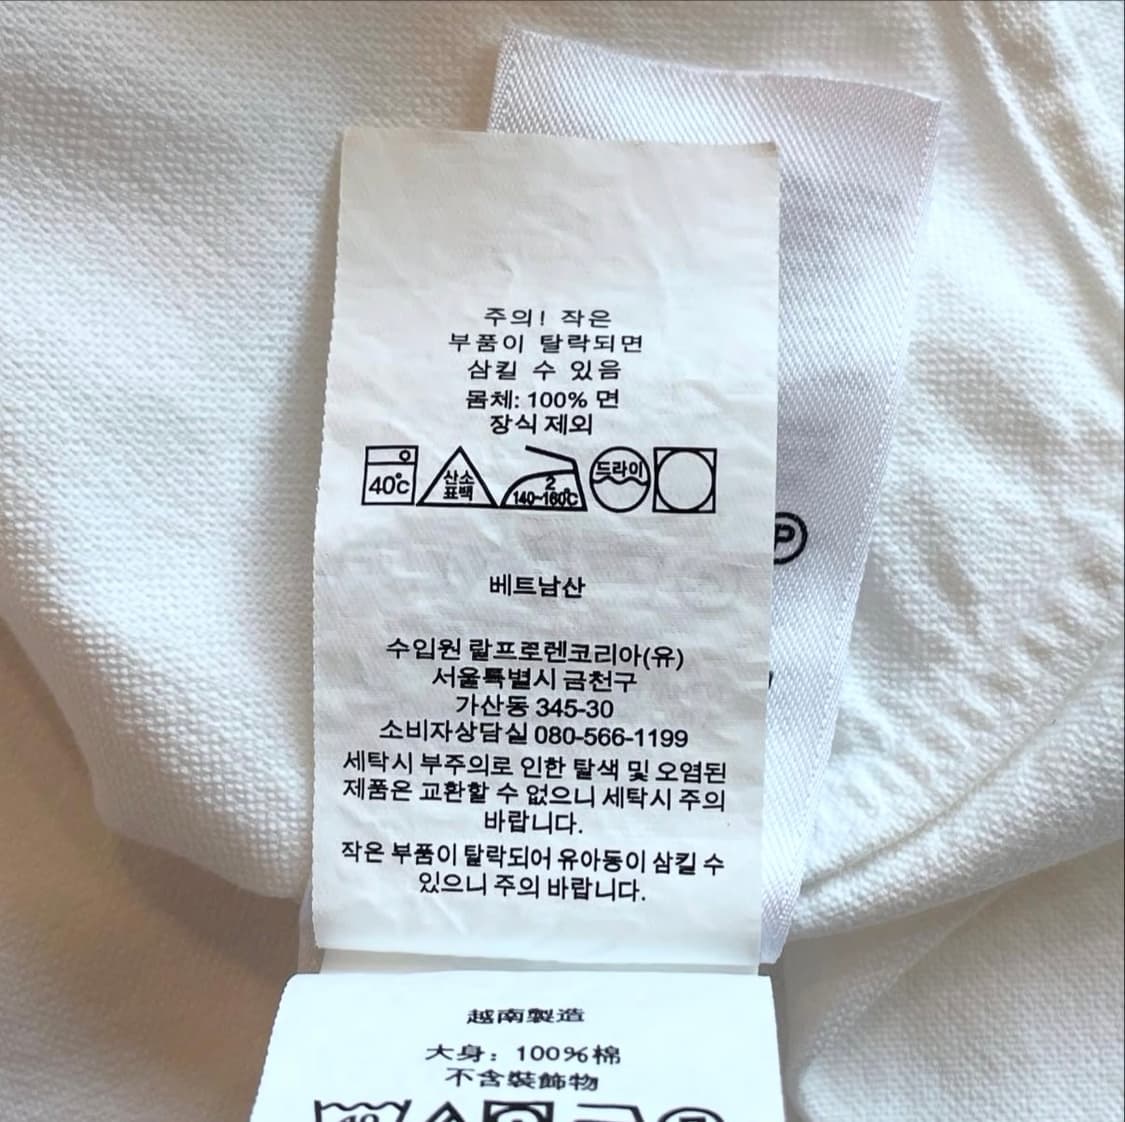 주의! 작은
부품이 탈락되면
삼킬 수 있음
몸체: 100% 면
장식 제외
40℃
산소
표백
2
140~160℃
드라이
P
베트남산
수입원 랄프로렌코리아(유)
서울특별시 금천구
가산동 345-30
소비자상담실 080-566-1199
세탁시 부주의로 인한 탈색 및 오염된
제품은 교환할 수 없으니 세탁시 주의
바랍니다.
작은 부품이 탈락되어 유아동이 삼킬 수
있으니 주의 바랍니다.
越南製造
大身: 100%棉
不含裝飾物